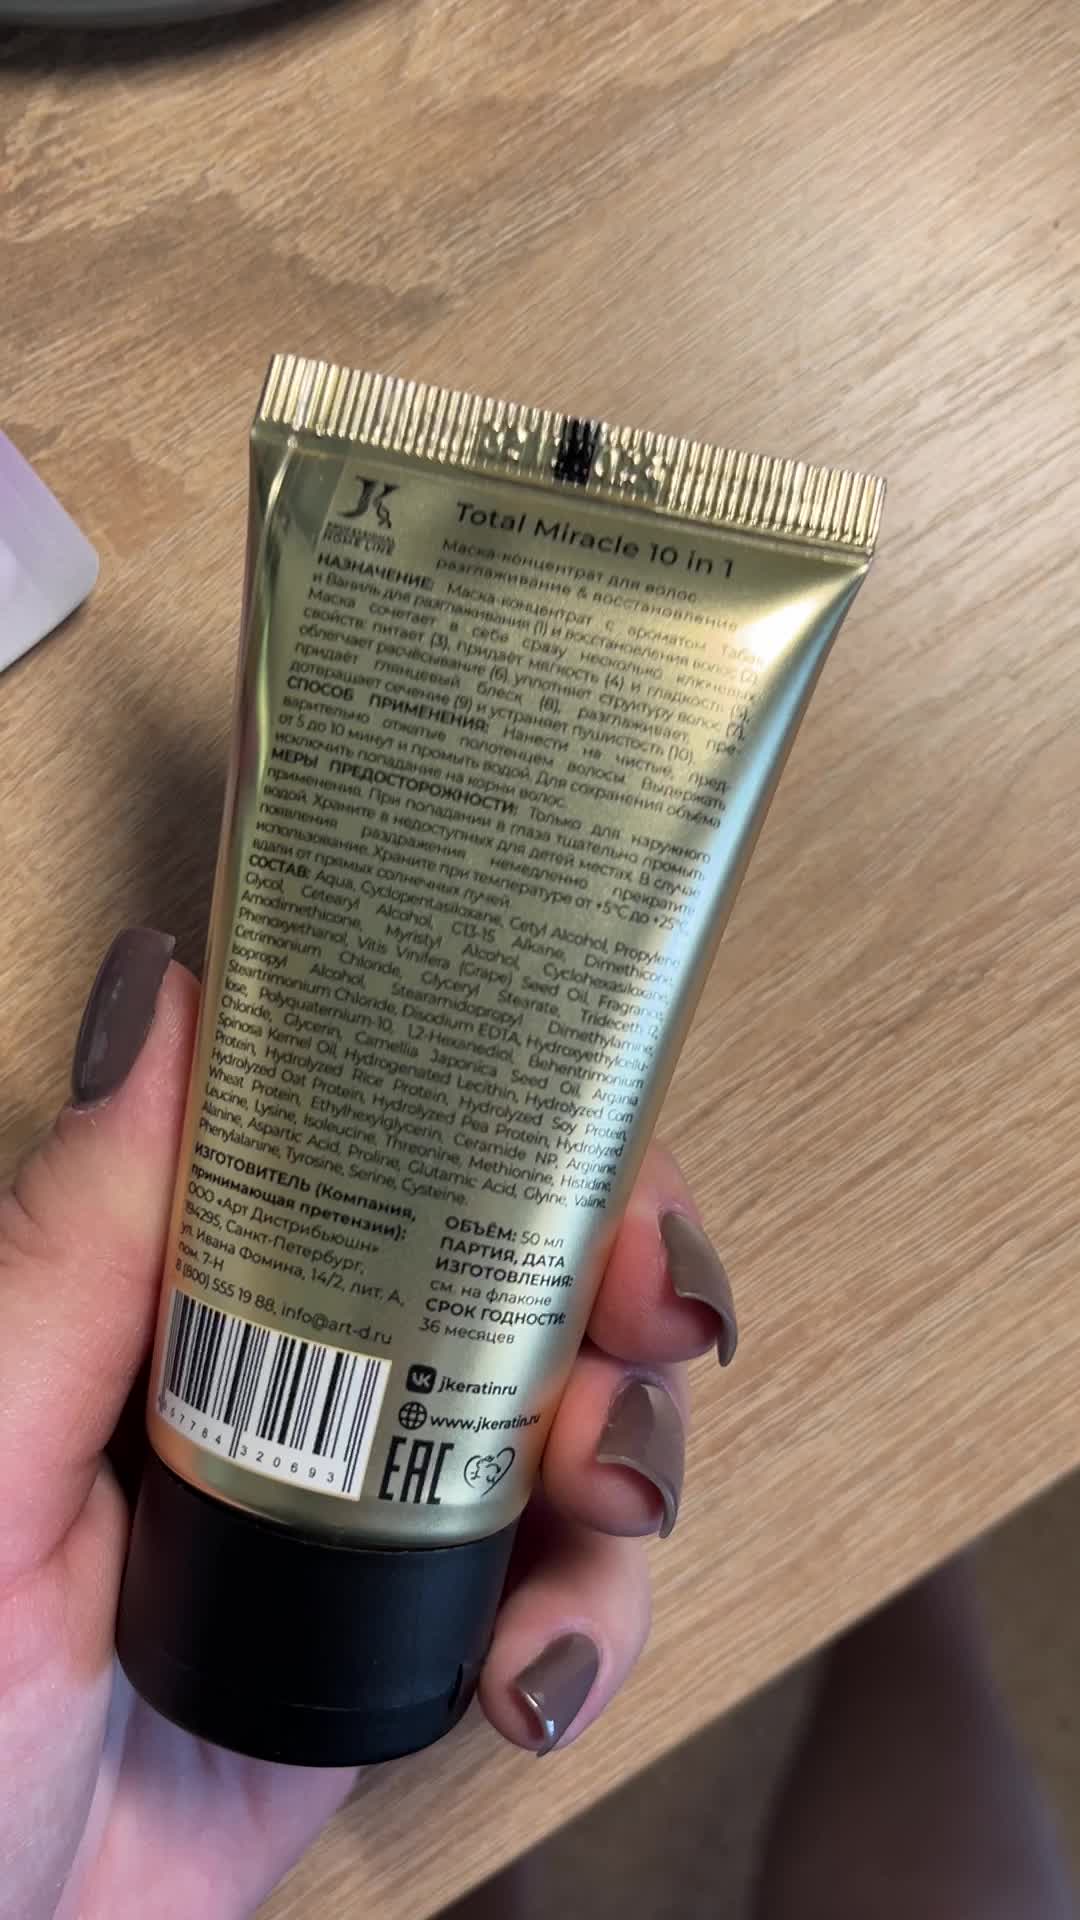 JK
PROFESSIONAL
HOME LINE
Total Miracle 10 in 1
Маска-концентрат для волос
разглаживание & восстановление
НАЗНАЧЕНИЕ: Маска-концентрат с ароматом Табак
и Ваниль для разглаживания (1) и восстановления волос (2).
Маска сочетает в себе сразу несколько ключевых
свойств: питает (3), придаёт мягкость (4) и гладкость (5),
облегчает расчёсывание (6), уплотняет структуру волос (7),
придаёт глянцевый блеск (8), разглаживает, пре-
дотвращает сечение (9) и устраняет пушистость (10).
СПОСОБ ПРИМЕНЕНИЯ: Нанести на чистые, пред-
варительно отжатые полотенцем волосы. Выдержать
от 5 до 10 минут и промыть водой. Для сохранения объёма
исключить попадание на корни волос.
МЕРЫ ПРЕДОСТОРОЖНОСТИ: Только для наружного
применения. При попадании в глаза тщательно промыть
водой. Храните в недоступных для детей местах. В случае
появления раздражения немедленно прекратите
использование. Храните при температуре от +5°С до +25°С
вдали от прямых солнечных лучей.
СОСТАВ: Aqua, Cyclopentasiloxane, Cetyl Alcohol, Propylene
Glycol, Cetearyl Alcohol, C13-15 Alkane, Dimethicone,
Amodimethicone, Myristyl Alcohol, Cyclohexasiloxane,
Phenoxyethanol, Vitis Vinifera (Grape) Seed Oil, Fragrance,
Cetrimonium Chloride, Glyceryl Stearate, Trideceth-12,
Isopropyl Alcohol, Stearamidopropyl Dimethylamine,
Steartrimonium Chloride, Disodium EDTA, Hydroxyethylcellu-
lose, Polyquaternium-10, 1,2-Hexanediol, Behentrimonium
Chloride, Glycerin, Camellia Japonica Seed Oil, Argania
Spinosa Kernel Oil, Hydrogenated Lecithin, Hydrolyzed Corn
Protein, Hydrolyzed Rice Protein, Hydrolyzed Soy Protein,
Hydrolyzed Oat Protein, Hydrolyzed Pea Protein, Hydrolyzed
Wheat Protein, Ethylhexylglycerin, Ceramide NP, Arginine,
Leucine, Lysine, Isoleucine, Threonine, Methionine, Histidine,
Alanine, Aspartic Acid, Proline, Glutamic Acid, Glyine, Valine,
Phenylalanine, Tyrosine, Serine, Cysteine.
ИЗГОТОВИТЕЛЬ (Компания,
принимающая претензии):
ООО «Арт Дистрибьюшн»
194295, Санкт-Петербург,
ул. Ивана Фомина, 14/2, лит. А,
пом. 7-Н
8 (800) 555 19 88, info@art-d.ru
ОБЪЁМ: 50 мл
ПАРТИЯ, ДАТА
ИЗГОТОВЛЕНИЯ:
см. на флаконе
СРОК ГОДНОСТИ:
36 месяцев
jkeratinru
www.jkeratin.ru
57784 320693
EAC